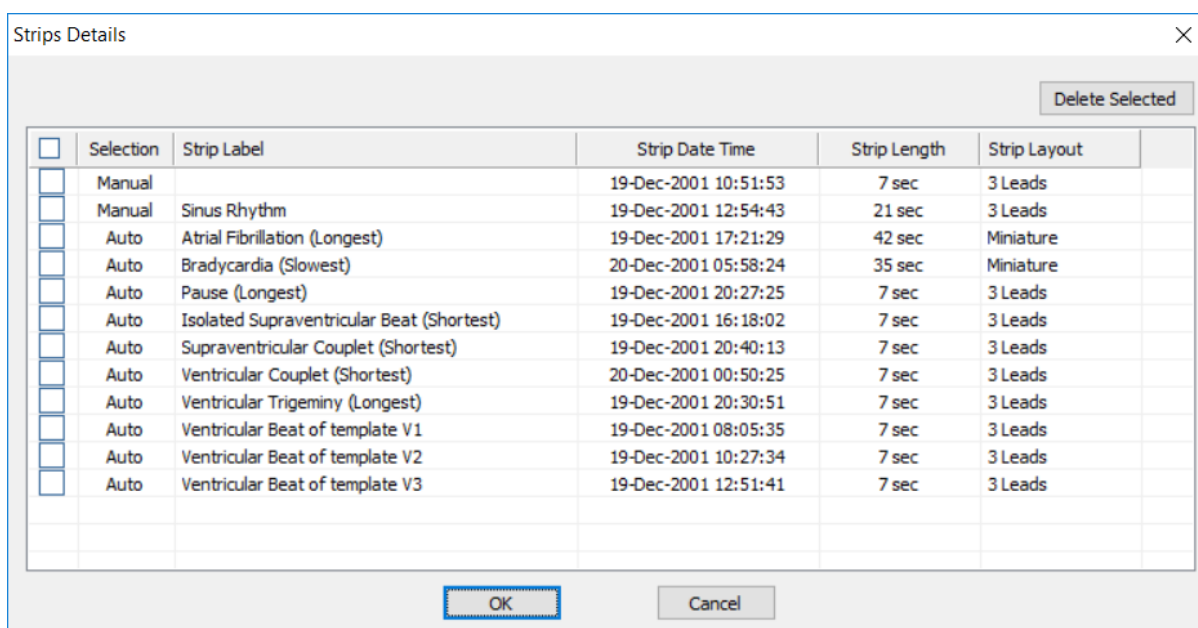 Strips Details
Delete Selected
Selection Strip Label Strip Date Time Strip Length Strip Layout
Manual 19-Dec-2001 10:51:53 7 sec 3 Leads
Manual Sinus Rhythm 19-Dec-2001 12:54:43 21 sec 3 Leads
Auto Atrial Fibrillation (Longest) 19-Dec-2001 17:21:29 42 sec Miniature
Auto Bradycardia (Slowest) 20-Dec-2001 05:58:24 35 sec Miniature
Auto Pause (Longest) 19-Dec-2001 20:27:25 7 sec 3 Leads
Auto Isolated Supraventricular Beat (Shortest) 19-Dec-2001 16:18:02 7 sec 3 Leads
Auto Supraventricular Couplet (Shortest) 19-Dec-2001 20:40:13 7 sec 3 Leads
Auto Ventricular Couplet (Shortest) 20-Dec-2001 00:50:25 7 sec 3 Leads
Auto Ventricular Trigeminy (Longest) 19-Dec-2001 20:30:51 7 sec 3 Leads
Auto Ventricular Beat of template V1 19-Dec-2001 08:05:35 7 sec 3 Leads
Auto Ventricular Beat of template V2 19-Dec-2001 10:27:34 7 sec 3 Leads
Auto Ventricular Beat of template V3 19-Dec-2001 12:51:41 7 sec 3 Leads
OK Cancel